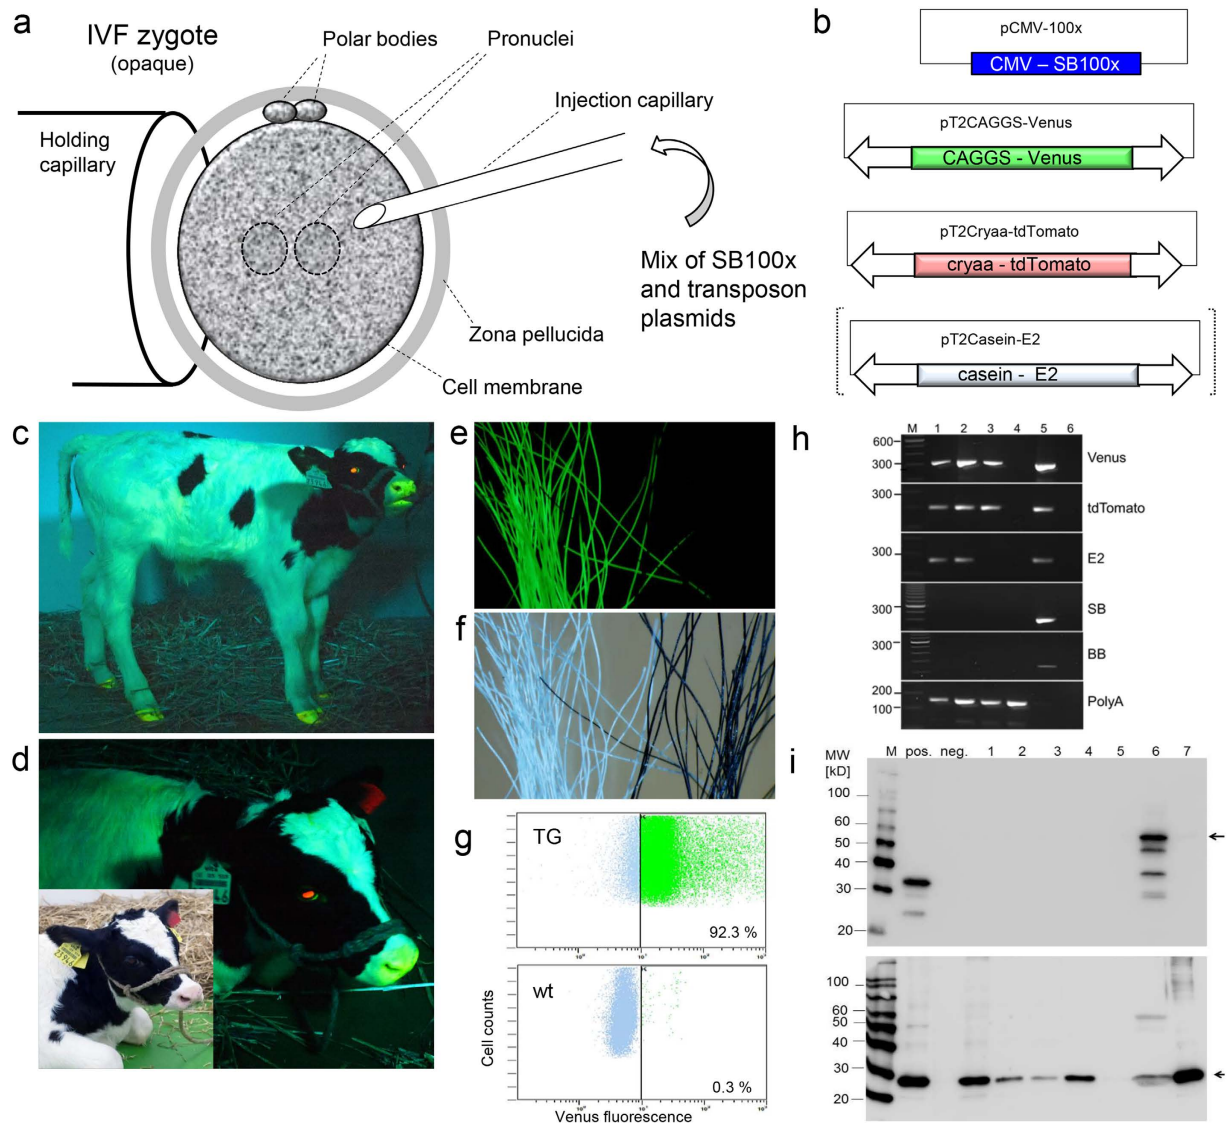 a
IVF zygote
(opaque)
Polar bodies
Pronuclei
Injection capillary
Holding
capillary
Mix of SB100x
and transposon
plasmids
Zona pellucida
Cell membrane
b
pCMV-100x
CMV – SB100x
pT2CAGGS-Venus
CAGGS - Venus
pT2Cryaa-tdTomato
cryaa - tdTomato
pT2Casein-E2
casein - E2
c
d
e
f
g
TG
92.3 %
wt
0.3 %
Cell counts
Venus fluorescence
h
M 1 2 3 4 5 6
600
300
Venus
300
tdTomato
300
E2
300
SB
300
BB
200
100
PolyA
i
MW
[kD]
M pos. neg. 1 2 3 4 5 6 7
100
60
50
40
30
20
100
60
50
40
30
20